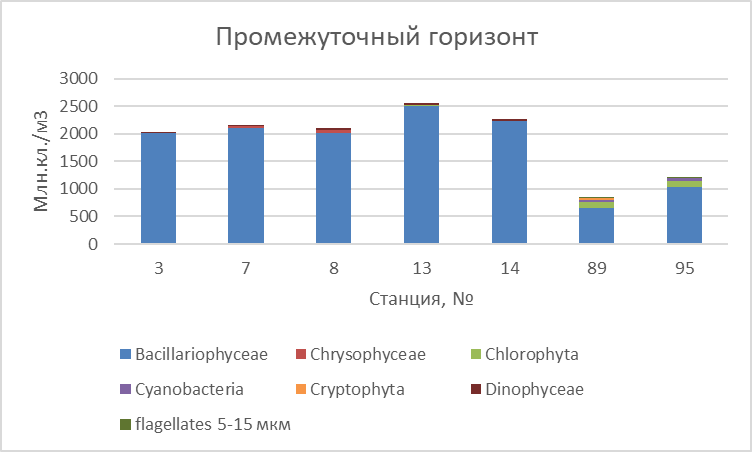 Промежуточный горизонт
Млн.кл./м3
3000
2500
2000
1500
1000
500
0
3 7 8 13 14 89 95
Станция, №
Bacillariophyceae Chrysophyceae Chlorophyta
Cyanobacteria Cryptophyta Dinophyceae
flagellates 5-15 мкм